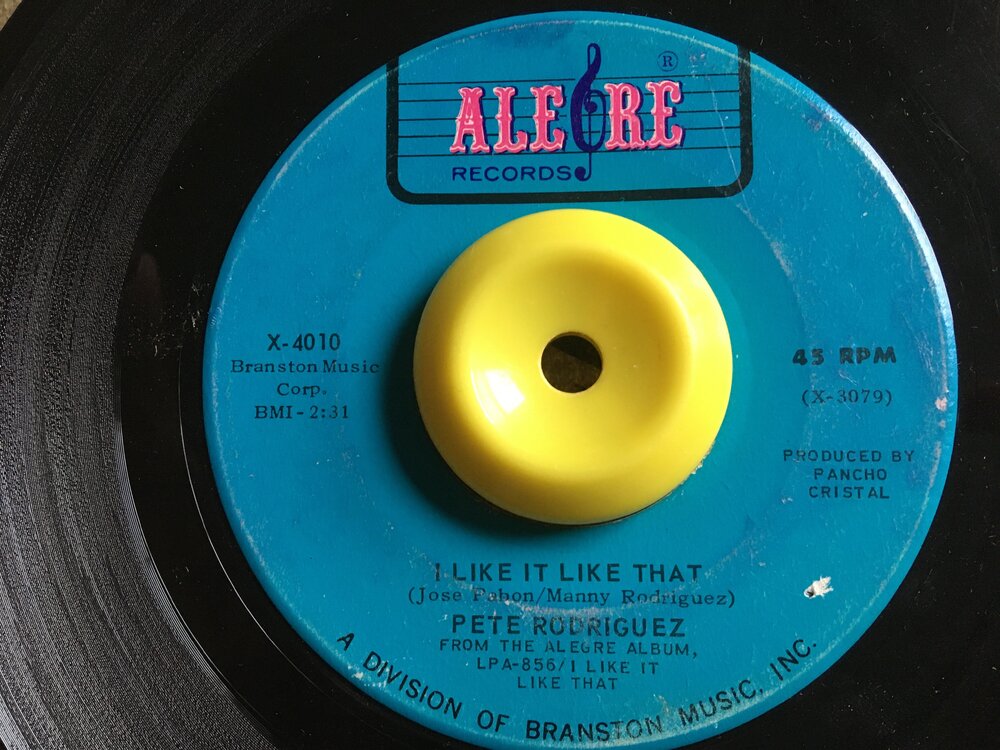 ALEGRE ®
RECORDS
X-4010
Branston Music
Corp.
BMI-2:31
45 RPM
(X-3079)
PRODUCED BY
PANCHO
CRISTAL
I LIKE IT LIKE THAT
(Jose Pabon/Manny Rodriguez)
PETE RODRIGUEZ
FROM THE ALEGRE ALBUM,
LPA-856/I LIKE IT
LIKE THAT
A DIVISION OF BRANSTON MUSIC, INC.